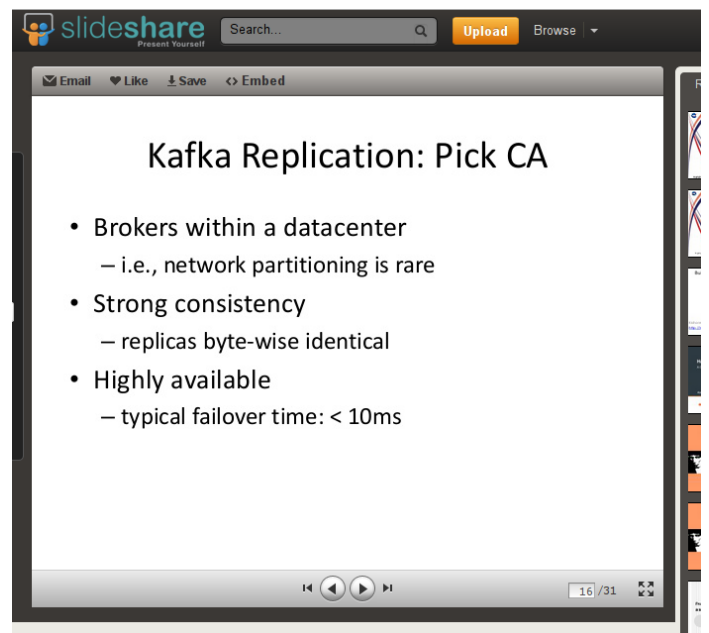 slideshare
Present Yourself
Search...
Upload
Browse
Email
Like
Save
<> Embed
Kafka Replication: Pick CA
• Brokers within a datacenter
– i.e., network partitioning is rare
• Strong consistency
– replicas byte-wise identical
• Highly available
– typical failover time: < 10ms
16 /31